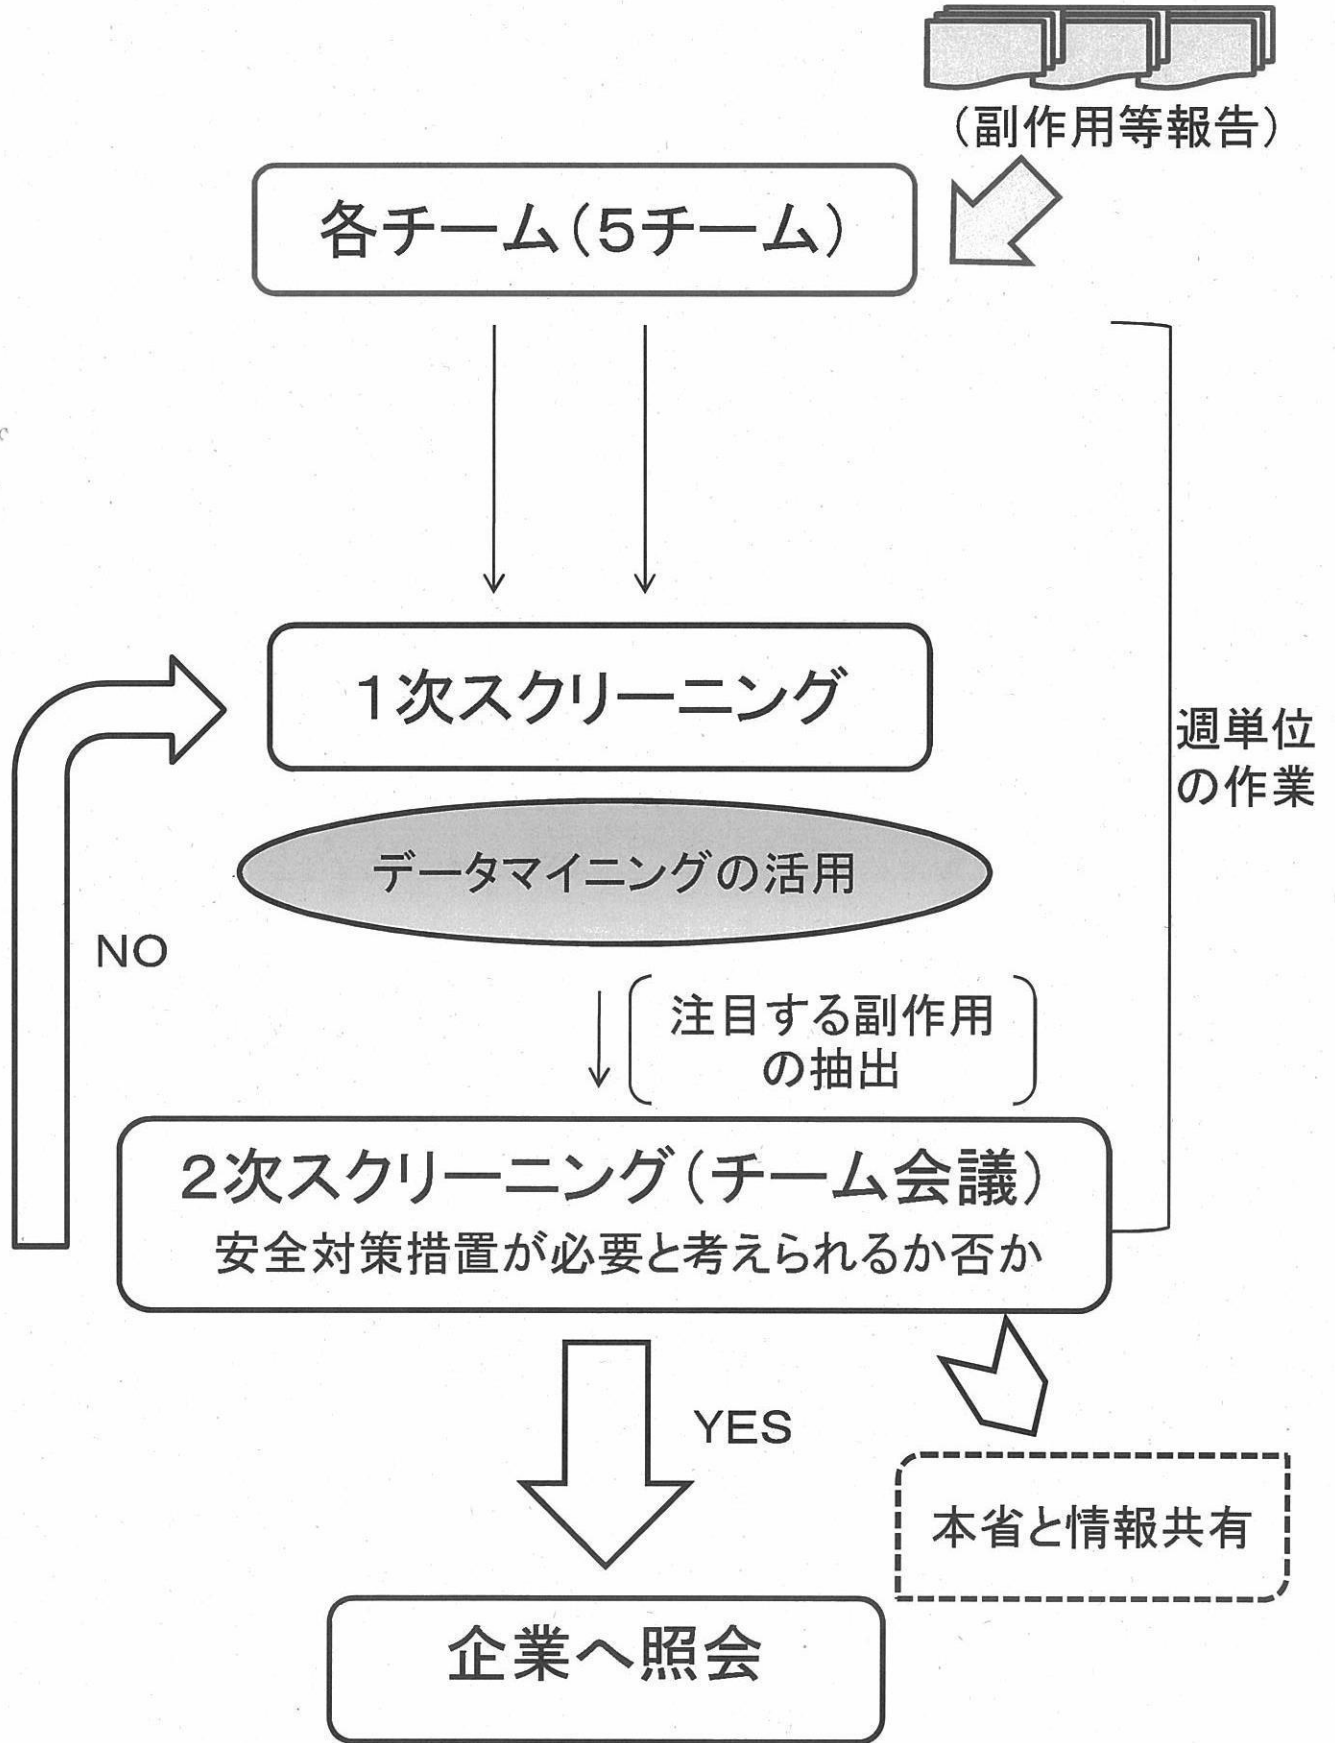 （副作用等報告）
各チーム（５チーム）
１次スクリーニング
週単位
の作業
データマイニングの活用
NO
注目する副作用
の抽出
２次スクリーニング（チーム会議）
安全対策措置が必要と考えられるか否か
YES
本省と情報共有
企業へ照会